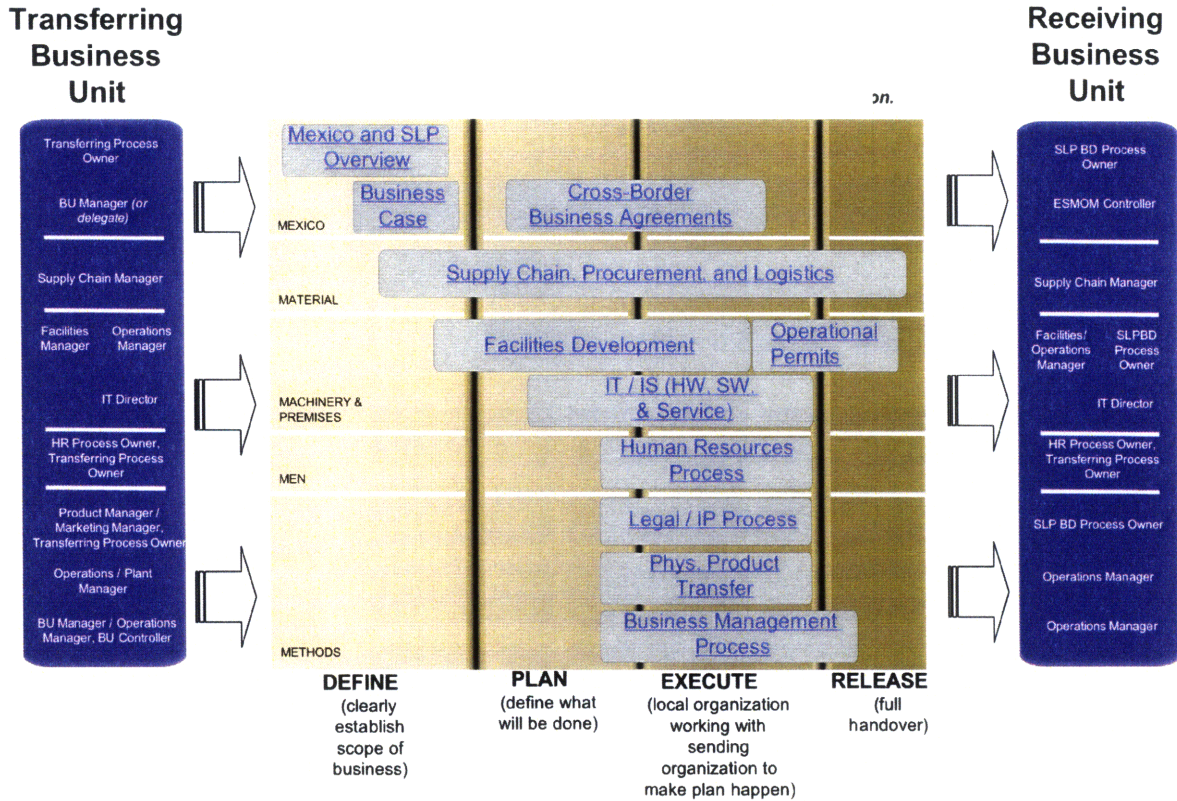 Transferring
Business
Unit
Transferring Process
Owner
BU Manager (or
delegate)
Supply Chain Manager
Facilities
Manager
Operations
Manager
IT Director
HR Process Owner,
Transferring Process
Owner
Product Manager /
Marketing Manager,
Transferring Process Owner
Operations / Plant
Manager
BU Manager / Operations
Manager, BU Controller
on.
Mexico and SLP
Overview
Business
Case
Cross-Border
Business Agreements
MEXICO
Supply Chain, Procurement, and Logistics
MATERIAL
Facilities Development
Operational
Permits
IT / IS (HW, SW,
& Service)
MACHINERY &
PREMISES
Human Resources
Process
MEN
Legal / IP Process
Phys. Product
Transfer
Business Management
Process
METHODS
DEFINE
(clearly
establish
scope of
business)
PLAN
(define what
will be done)
EXECUTE
(local organization
working with
sending
organization to
make plan happen)
RELEASE
(full
handover)
Receiving
Business
Unit
SLP BD Process
Owner
ESMOM Controller
Supply Chain Manager
Facilities/
Operations
Manager
SLPBD
Process
Owner
IT Director
HR Process Owner,
Transferring Process
Owner
SLP BD Process Owner
Operations Manager
Operations Manager